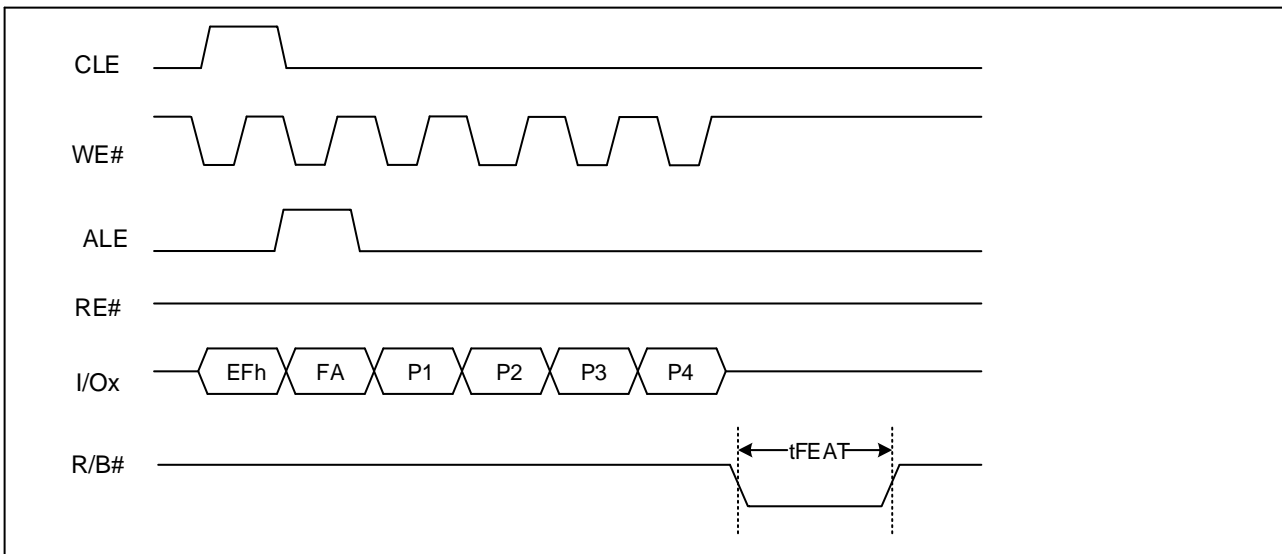 CLE
WE#
ALE
RE#
I/Ox EFh FA P1 P2 P3 P4
R/B# tFEAT